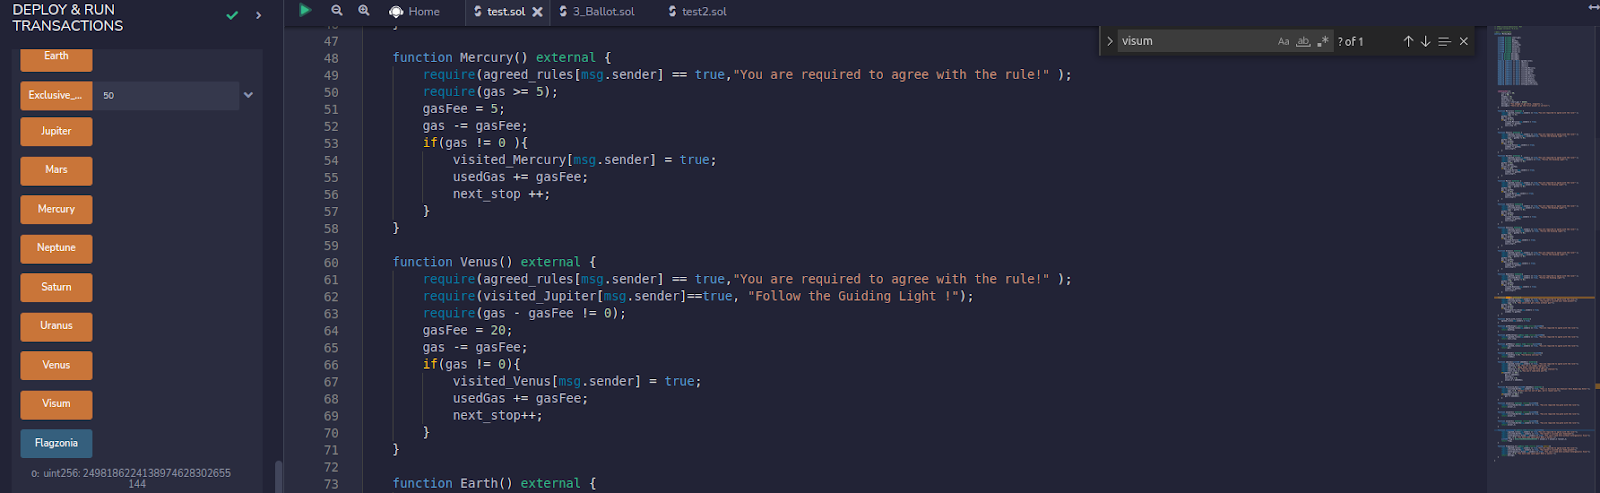 DEPLOY & RUN
TRANSACTIONS
Earth
Exclusive_... 50
Jupiter
Mars
Mercury
Neptune
Saturn
Uranus
Venus
Visum
Flagzonia
0: uint256: 2498186224138974628302655
144
Home test.sol 3_Ballot.sol test2.sol
visum Aa ab .* ? of 1
47
48 function Mercury() external {
49 require(agreed_rules[msg.sender] == true,"You are required to agree with the rule!" );
50 require(gas >= 5);
51 gasFee = 5;
52 gas -= gasFee;
53 if(gas != 0 ){
54 visited_Mercury[msg.sender] = true;
55 usedGas += gasFee;
56 next_stop ++;
57 }
58 }
59
60 function Venus() external {
61 require(agreed_rules[msg.sender] == true,"You are required to agree with the rule!" );
62 require(visited_Jupiter[msg.sender]==true, "Follow the Guiding Light !");
63 require(gas - gasFee != 0);
64 gasFee = 20;
65 gas -= gasFee;
66 if(gas != 0){
67 visited_Venus[msg.sender] = true;
68 usedGas += gasFee;
69 next_stop++;
70 }
71 }
72
73 function Earth() external {